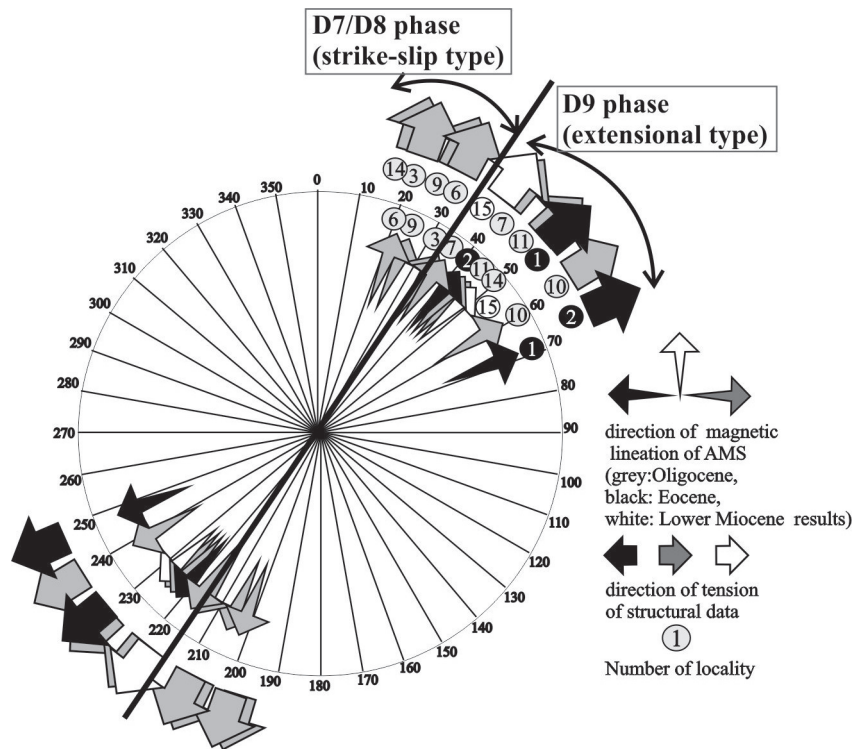 D7/D8 phase
(strike-slip type)
D9 phase
(extensional type)
14 3 9 6 15 7 11 1 10 2
6 9 3 7 2 11 14 15 10 1
0
10
20
30
40
50
60
70
80
90
100
110
120
130
140
150
160
170
180
190
200
210
220
230
240
250
260
270
280
290
300
310
320
330
340
350
direction of magnetic
lineation of AMS
(grey:Oligocene,
black: Eocene,
white: Lower Miocene results)
direction of tension
of structural data
1
Number of locality